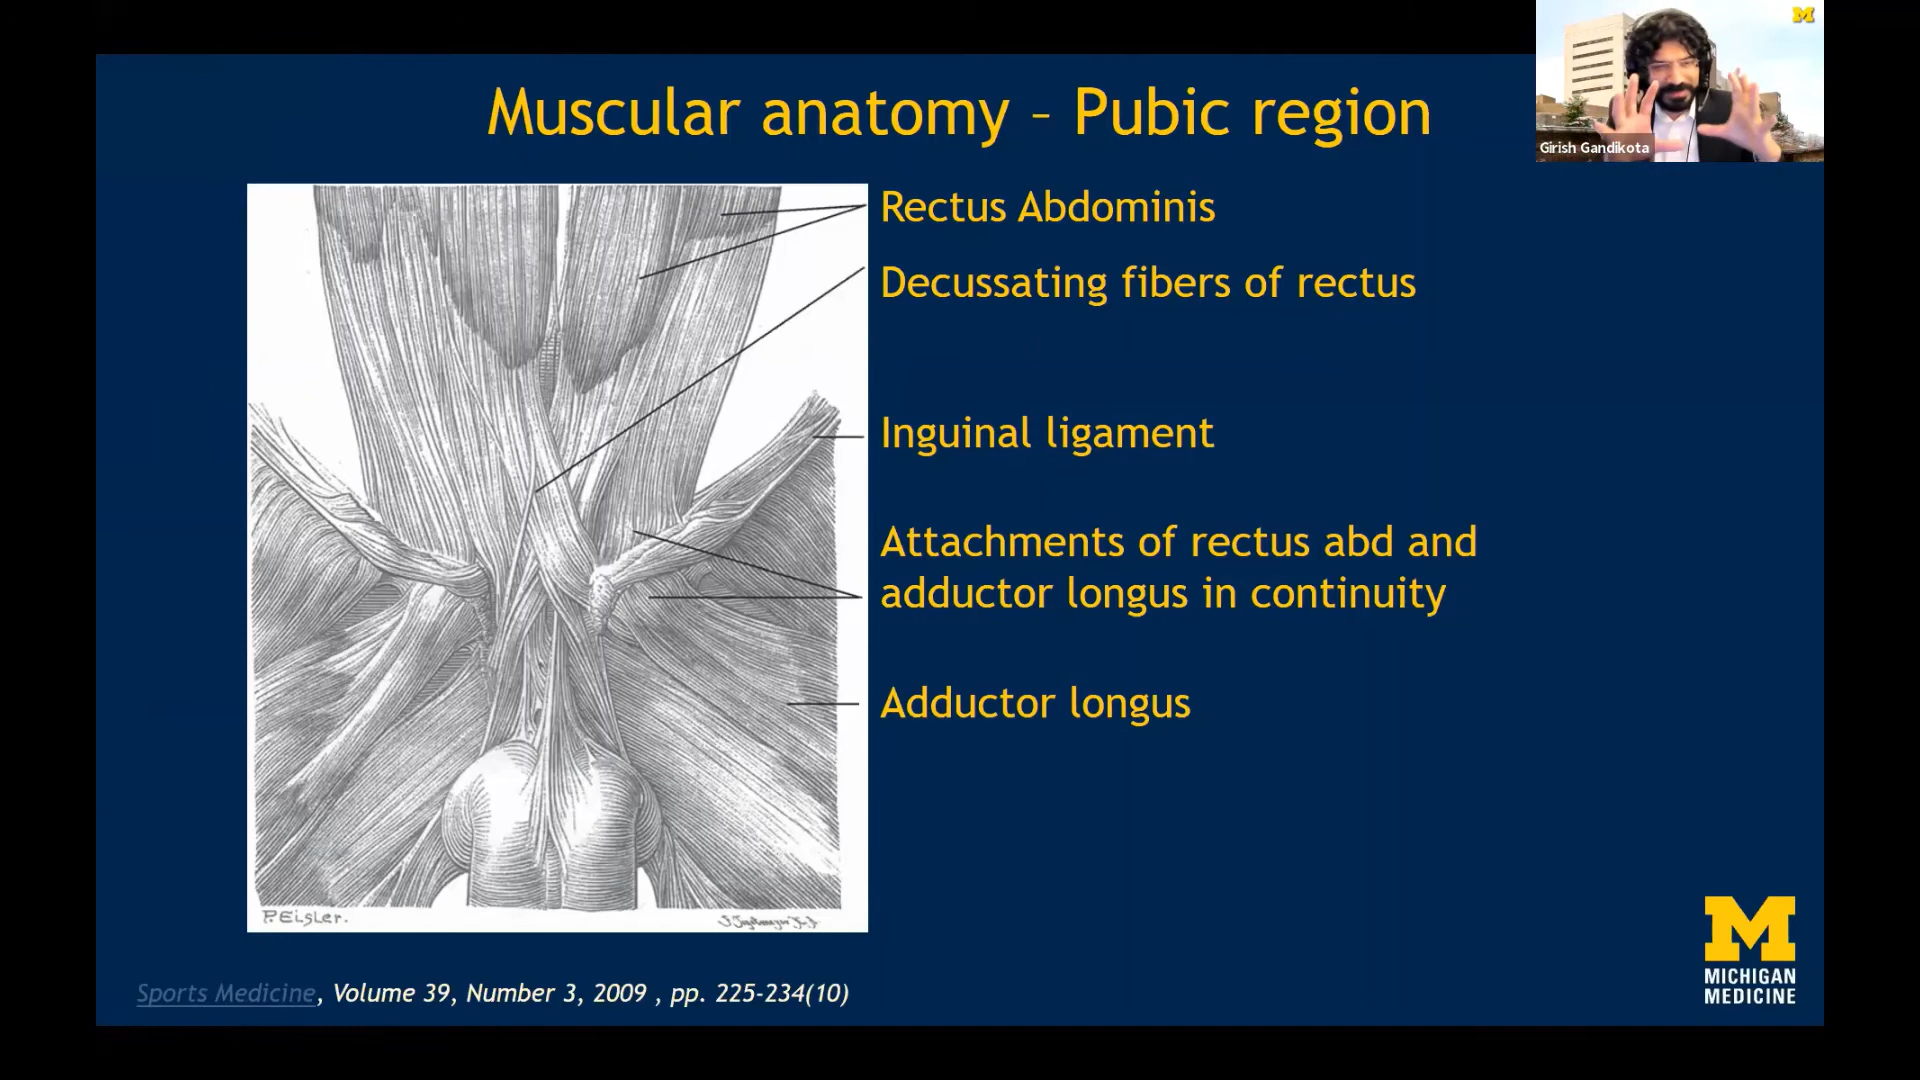 M
Girish Gandikota
Muscular anatomy – Pubic region
Rectus Abdominis
Decussating fibers of rectus
Inguinal ligament
Attachments of rectus abd and
adductor longus in continuity
Adductor longus
P.Eisler.
Sports Medicine, Volume 39, Number 3, 2009 , pp. 225-234(10)
M
MICHIGAN
MEDICINE